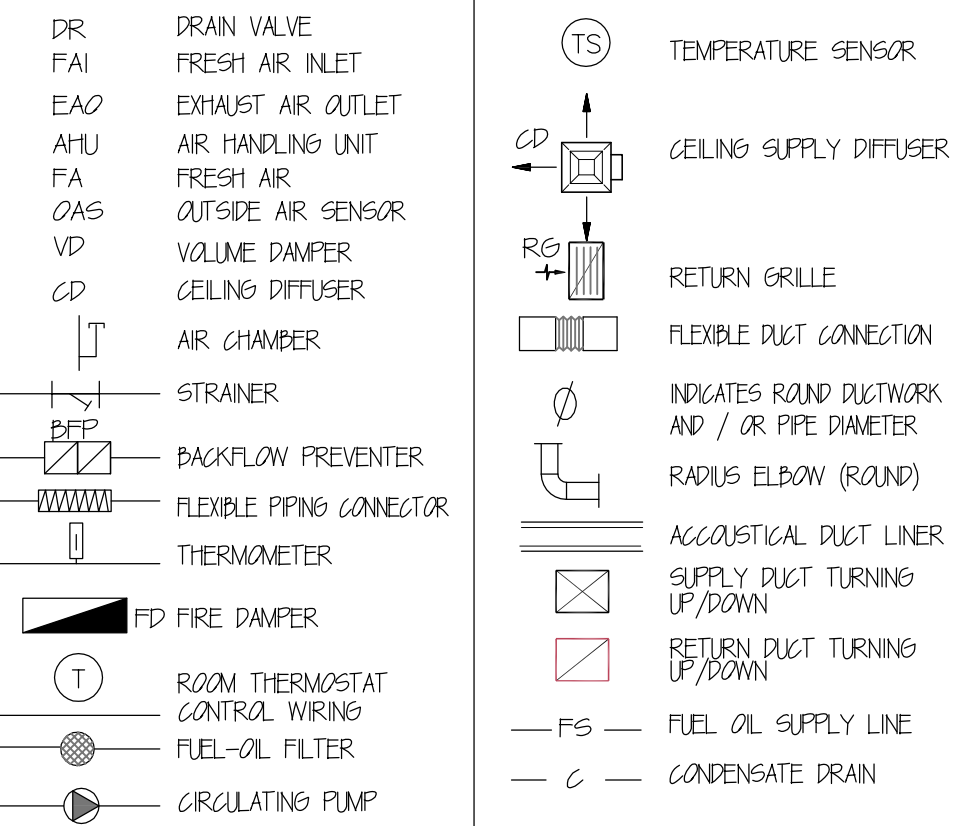 DR DRAIN VALVE
FAI FRESH AIR INLET
EAO EXHAUST AIR OUTLET
AHU AIR HANDLING UNIT
FA FRESH AIR
OAS OUTSIDE AIR SENSOR
VD VOLUME DAMPER
CD CEILING DIFFUSER
AIR CHAMBER
STRAINER
BFP
BACKFLOW PREVENTER
FLEXIBLE PIPING CONNECTOR
THERMOMETER
FD FIRE DAMPER
T
ROOM THERMOSTAT
CONTROL WIRING
FUEL-OIL FILTER
CIRCULATING PUMP
TS
TEMPERATURE SENSOR
CD
CEILING SUPPLY DIFFUSER
RG
RETURN GRILLE
FLEXIBLE DUCT CONNECTION
INDICATES ROUND DUCTWORK
AND / OR PIPE DIAMETER
RADIUS ELBOW (ROUND)
ACCOUSTICAL DUCT LINER
SUPPLY DUCT TURNING
UP/DOWN
RETURN DUCT TURNING
UP/DOWN
FS FUEL OIL SUPPLY LINE
C CONDENSATE DRAIN